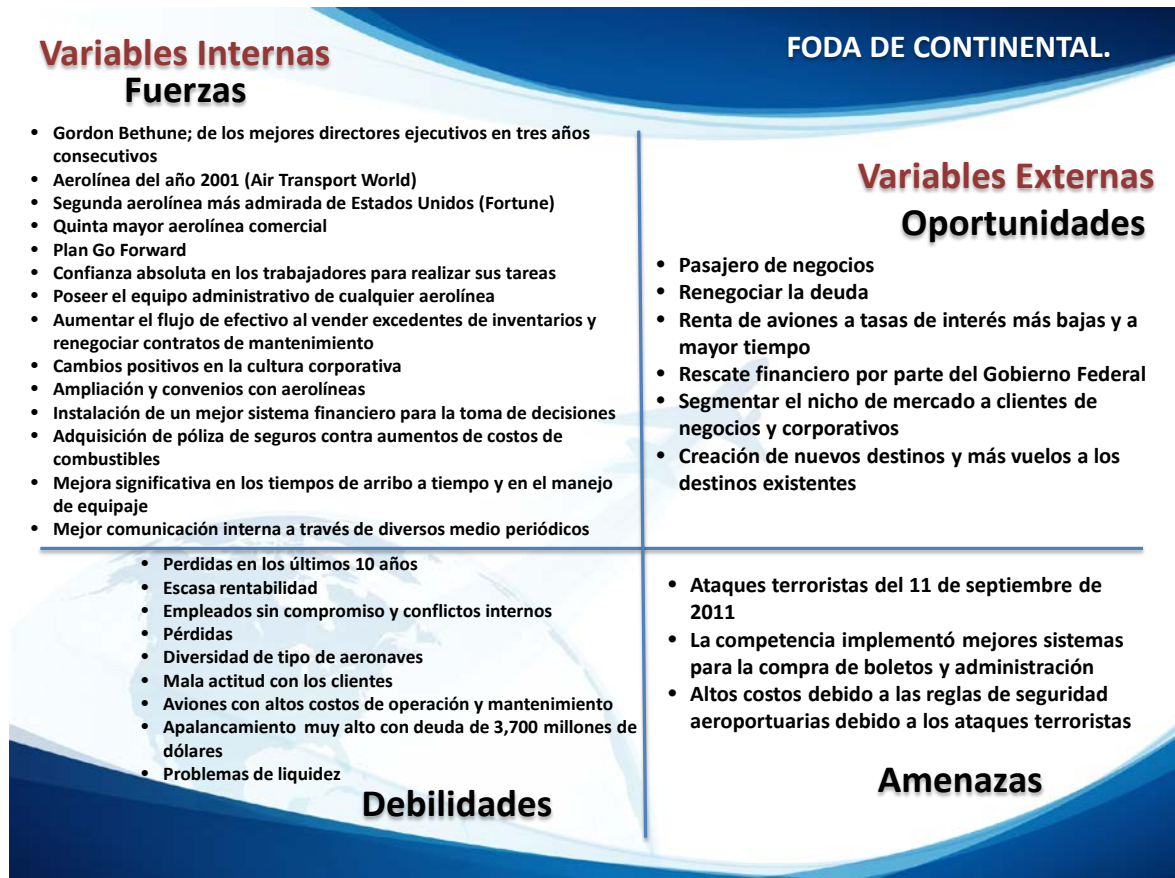 FODA DE CONTINENTAL.
Variables Internas
Fuerzas
• Gordon Bethune; de los mejores directores ejecutivos en tres años
consecutivos
• Aerolínea del año 2001 (Air Transport World)
• Segunda aerolínea más admirada de Estados Unidos (Fortune)
• Quinta mayor aerolínea comercial
• Plan Go Forward
• Confianza absoluta en los trabajadores para realizar sus tareas
• Poseer el equipo administrativo de cualquier aerolínea
• Aumentar el flujo de efectivo al vender excedentes de inventarios y
renegociar contratos de mantenimiento
• Cambios positivos en la cultura corporativa
• Ampliación y convenios con aerolíneas
• Instalación de un mejor sistema financiero para la toma de decisiones
• Adquisición de póliza de seguros contra aumentos de costos de
combustibles
• Mejora significativa en los tiempos de arribo a tiempo y en el manejo
de equipaje
• Mejor comunicación interna a través de diversos medio periódicos
Variables Externas
Oportunidades
• Pasajero de negocios
• Renegociar la deuda
• Renta de aviones a tasas de interés más bajas y a
mayor tiempo
• Rescate financiero por parte del Gobierno Federal
• Segmentar el nicho de mercado a clientes de
negocios y corporativos
• Creación de nuevos destinos y más vuelos a los
destinos existentes
• Perdidas en los últimos 10 años
• Escasa rentabilidad
• Empleados sin compromiso y conflictos internos
• Pérdidas
• Diversidad de tipo de aeronaves
• Mala actitud con los clientes
• Aviones con altos costos de operación y mantenimiento
• Apalancamiento muy alto con deuda de 3,700 millones de
dólares
• Problemas de liquidez
Debilidades
• Ataques terroristas del 11 de septiembre de
2011
• La competencia implementó mejores sistemas
para la compra de boletos y administración
• Altos costos debido a las reglas de seguridad
aeroportuarias debido a los ataques terroristas
Amenazas